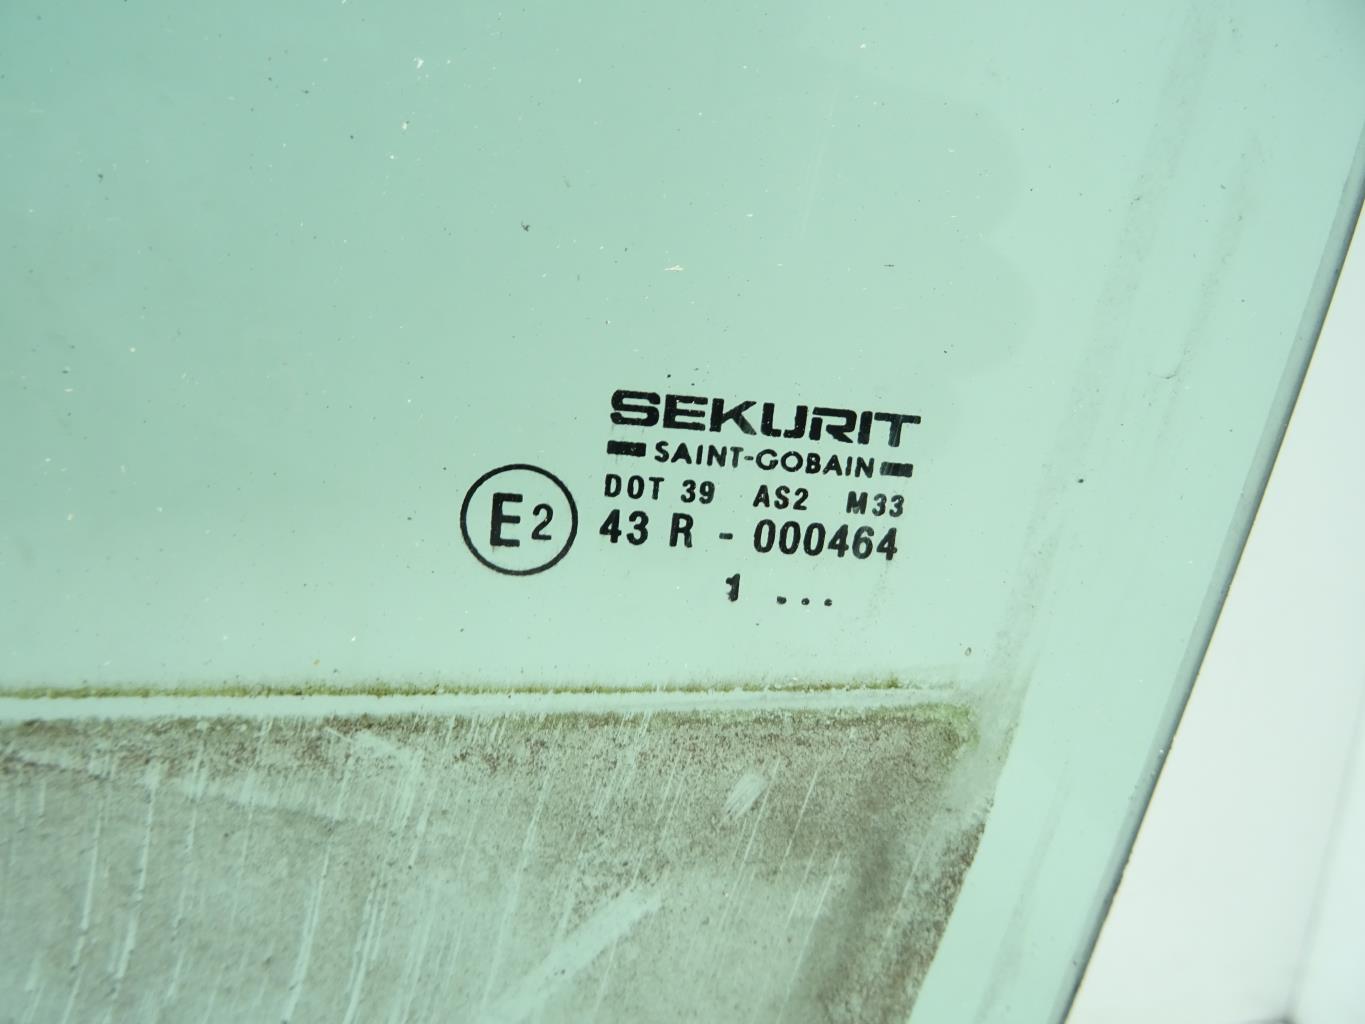 SEKURIT
SAINT-GOBAIN
DOT 39 AS2 M33
E2 43 R - 000464
1 ...